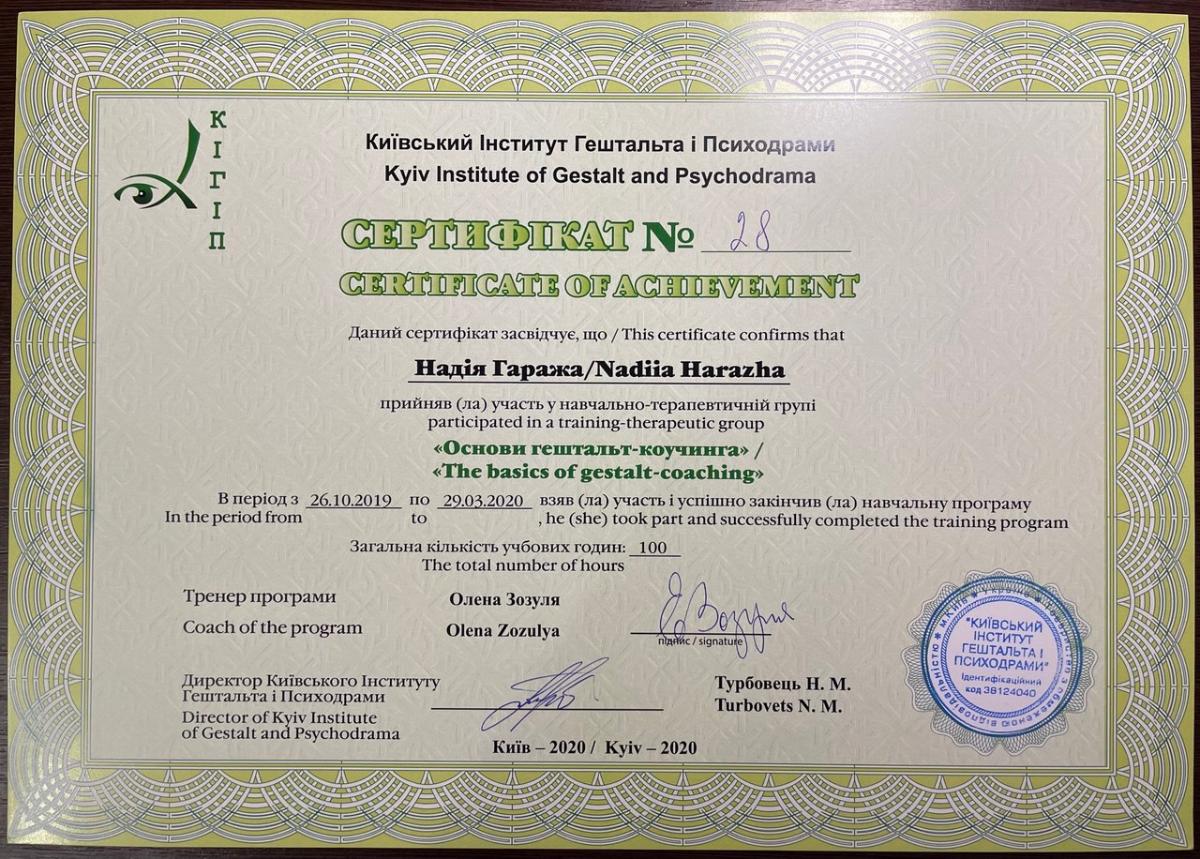 КІГІП
Київський Інститут Гештальта і Психодрами
Kyiv Institute of Gestalt and Psychodrama
СЕРТИФІКАТ № 28
CERTIFICATE OF ACHIEVEMENT
Даний сертифікат засвідчує, що / This certificate confirms that
Надія Гаража/Nadiia Harazha
прийняв (ла) участь у навчально-терапевтичній групі
participated in a training-therapeutic group
«Основи гештальт-коучинга» /
«The basics of gestalt-coaching»
В період з 26.10.2019 по 29.03.2020 взяв (ла) участь і успішно закінчив (ла) навчальну програму
In the period from to , he (she) took part and successfully completed the training program
Загальна кількість учбових годин: 100
The total number of hours
Тренер програми Олена Зозуля
Coach of the program Olena Zozulya
підпис / signature
Директор Київського Інституту
Гештальта і Психодрами
Director of Kyiv Institute
of Gestalt and Psychodrama
Турбовець Н. М.
Turbovets N. M.
Київ – 2020 / Kyiv – 2020
"КИЇВСЬКИЙ
ІНСТИТУТ
ГЕШТАЛЬТА І
ПСИХОДРАМИ"
Ідентифікаційний
код 38124040
м.Київ * Україна * Товариство з обмеженою відповідальністю *